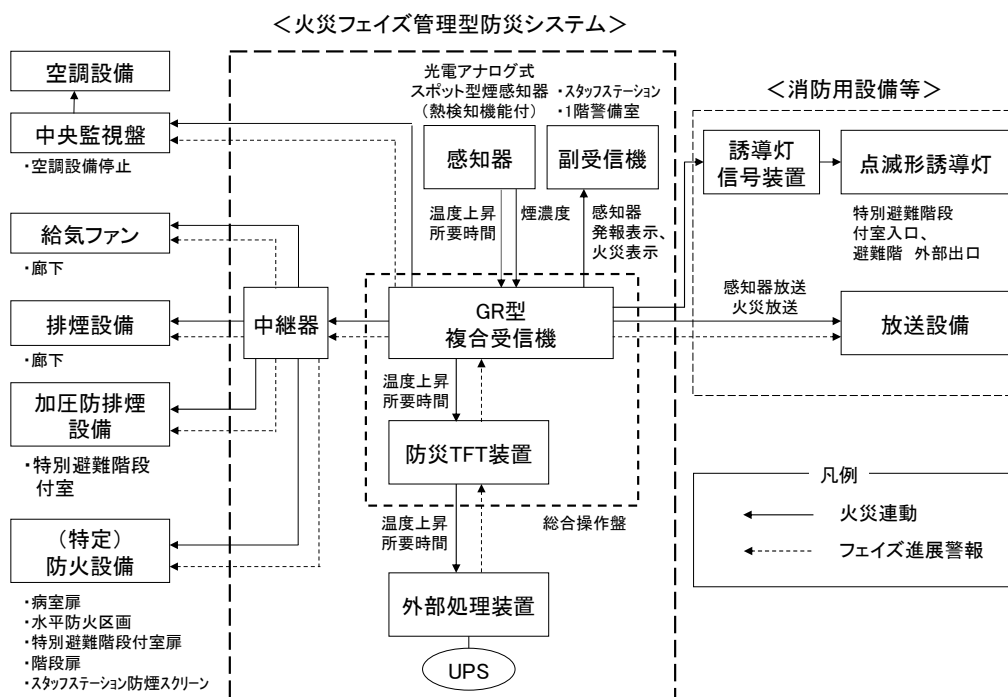 ＜火災フェイズ管理型防災システム＞
空調設備
中央監視盤
・空調設備停止
給気ファン
・廊下
排煙設備
・廊下
加圧防排煙
設備
・特別避難階段
付室
（特定）
防火設備
・病室扉
・水平防火区画
・特別避難階段付室扉
・階段扉
・スタッフステーション防煙スクリーン
中継器
光電アナログ式
スポット型煙感知器
（熱検知機能付）
感知器
・スタッフステーション
・1階警備室
副受信機
温度上昇
所要時間
煙濃度
感知器
発報表示、
火災表示
GR型
複合受信機
温度上昇
所要時間
防災TFT装置
総合操作盤
温度上昇
所要時間
外部処理装置
UPS
＜消防用設備等＞
誘導灯
信号装置
点滅形誘導灯
特別避難階段
付室入口、
避難階 外部出口
感知器放送
火災放送
放送設備
凡例
火災連動
フェイズ進展警報